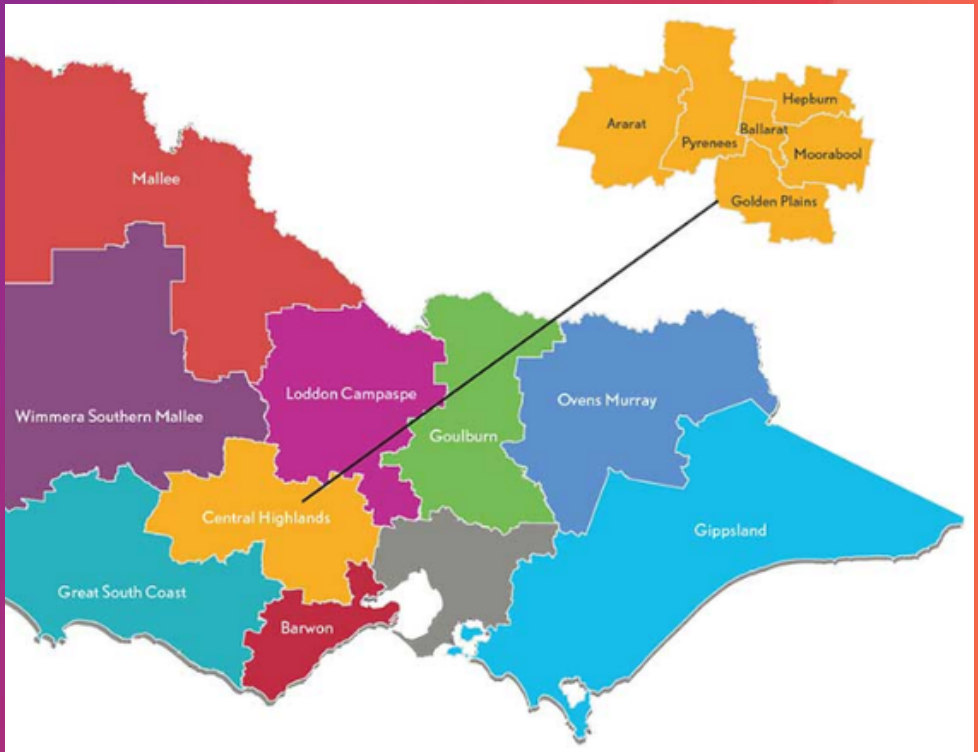 Hepburn
Ararat
Ballarat
Pyrenees
Moorabool
Mallee
Golden Plains
Loddon Campaspe
Ovens Murray
Wimmera Southern Mallee
Goulburn
Central Highlands
Gippsland
Great South Coast
Barwon